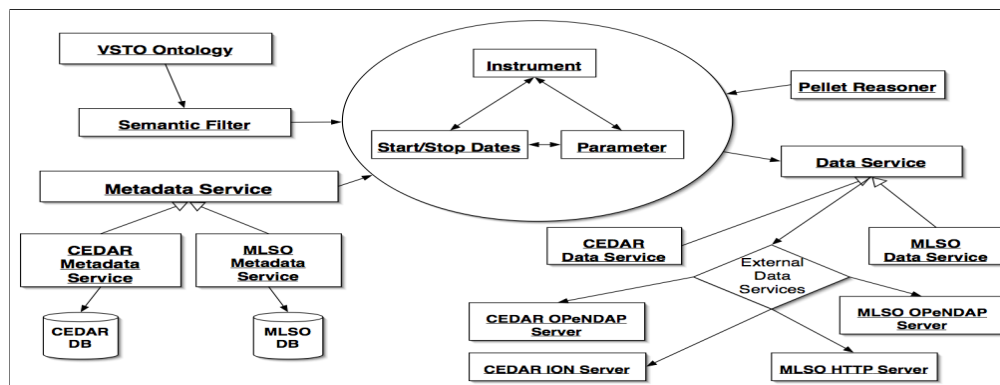 VSTO Ontology
Instrument
Pellet Reasoner
Semantic Filter
Start/Stop Dates
Parameter
Data Service
Metadata Service
CEDAR
Metadata
Service
MLSO
Metadata
Service
CEDAR
Data Service
MLSO
Data Service
External
Data
Services
CEDAR OPeNDAP
Server
MLSO OPeNDAP
Server
CEDAR
DB
MLSO
DB
CEDAR ION Server
MLSO HTTP Server